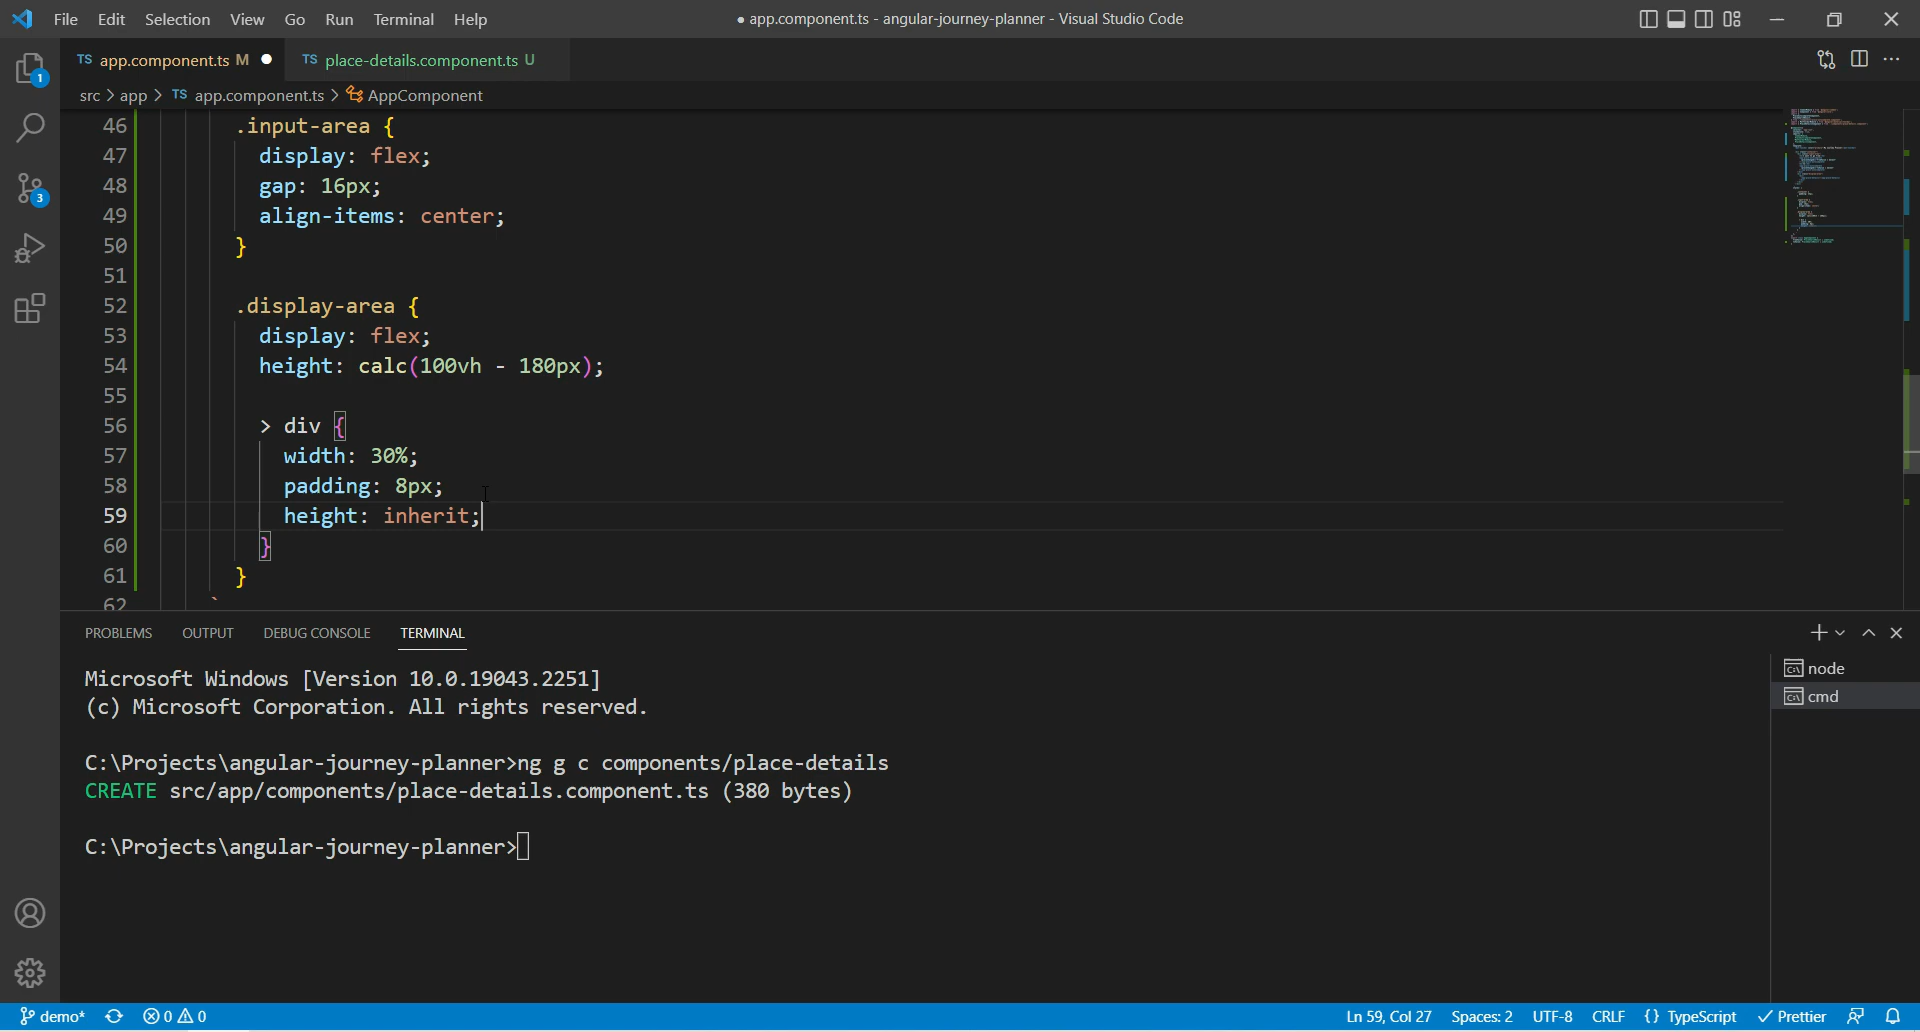 File Edit Selection View Go Run Terminal Help
● app.component.ts - angular-journey-planner - Visual Studio Code
TS app.component.ts M ●
TS place-details.component.ts U
1
3
src > app > TS app.component.ts > AppComponent
46 .input-area {
47 display: flex;
48 gap: 16px;
49 align-items: center;
50 }
51
52 .display-area {
53 display: flex;
54 height: calc(100vh - 180px);
55
56 > div {
57 width: 30%;
58 padding: 8px;
59 height: inherit;
60 }
61 }
62 `
PROBLEMS OUTPUT DEBUG CONSOLE TERMINAL
Microsoft Windows [Version 10.0.19043.2251]
(c) Microsoft Corporation. All rights reserved.
C:\Projects\angular-journey-planner>ng g c components/place-details
CREATE src/app/components/place-details.component.ts (380 bytes)
C:\Projects\angular-journey-planner>
node
cmd
demo* 0 0 Ln 59, Col 27 Spaces: 2 UTF-8 CRLF {} TypeScript Prettier